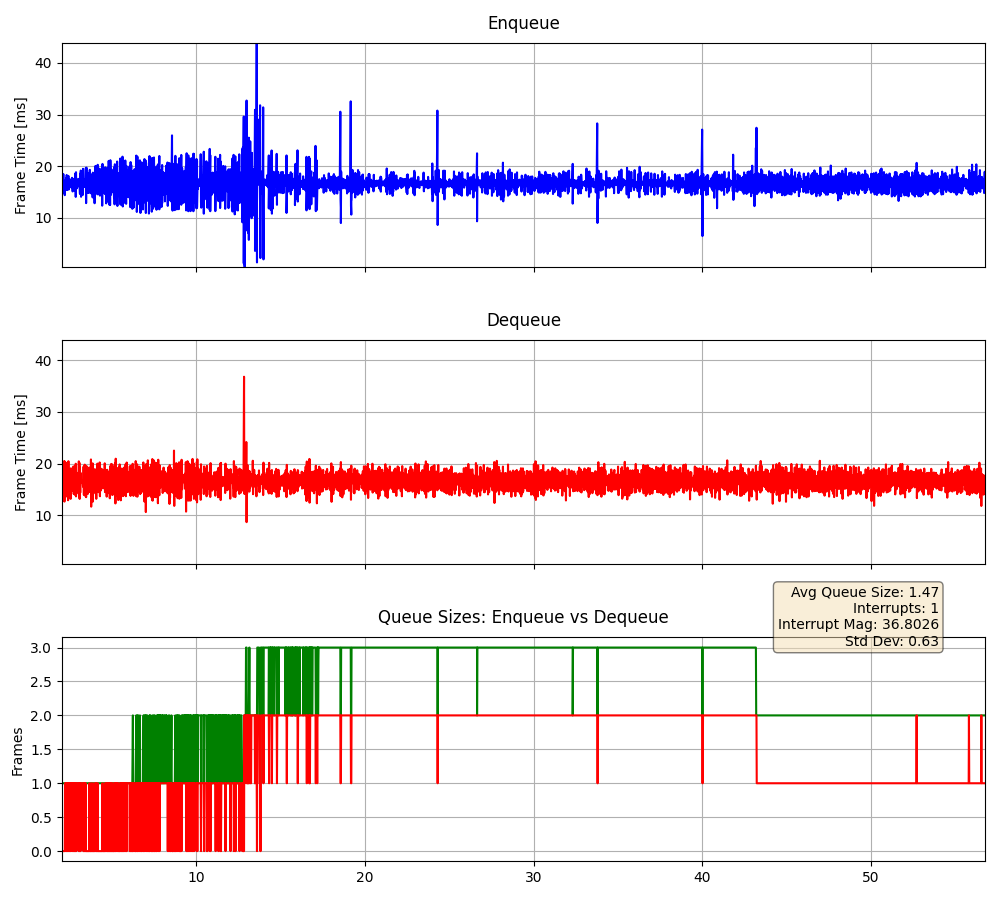 Enqueue
Frame Time [ms]
40
30
20
10
Dequeue
Frame Time [ms]
40
30
20
10
Avg Queue Size: 1.47
Interrupts: 1
Interrupt Mag: 36.8026
Std Dev: 0.63
Queue Sizes: Enqueue vs Dequeue
Frames
3.0
2.5
2.0
1.5
1.0
0.5
0.0
10 20 30 40 50